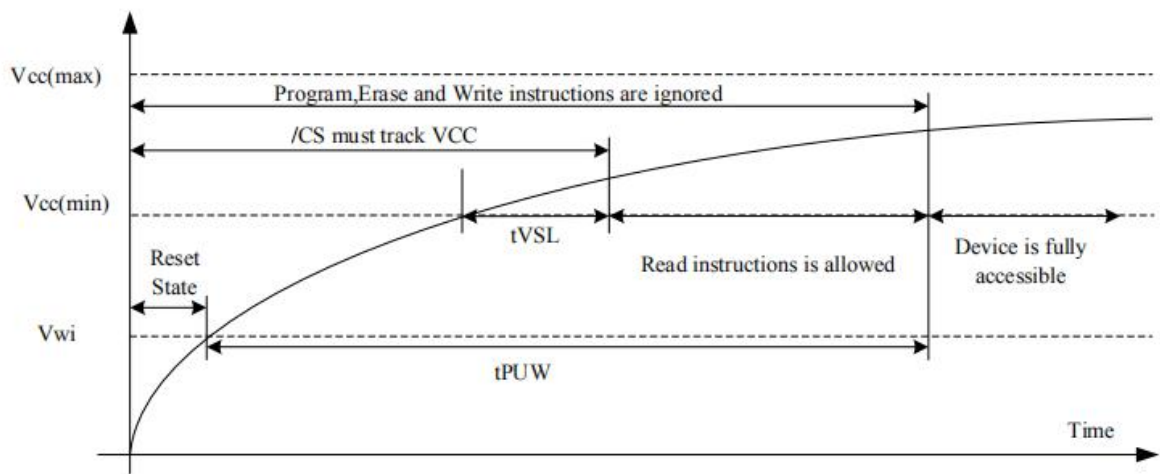 Vcc(max)
Program,Erase and Write instructions are ignored
/CS must track VCC
Vcc(min)
tVSL
Reset
State
Read instructions is allowed
Device is fully
accessible
Vwi
tPUW
Time